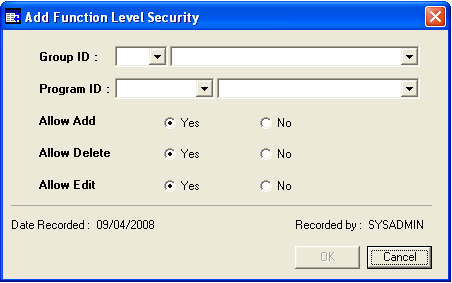 Add Function Level Security
Group ID :
Program ID :
Allow Add Yes No
Allow Delete Yes No
Allow Edit Yes No
Date Recorded : 09/04/2008 Recorded by : SYSADMIN
OK Cancel